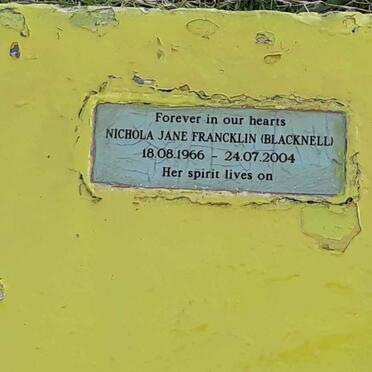 Forever in our hearts
NICHOLA JANE FRANCKLIN (BLACKNELL)
18.08.1966 - 24.07.2004
Her spirit lives on